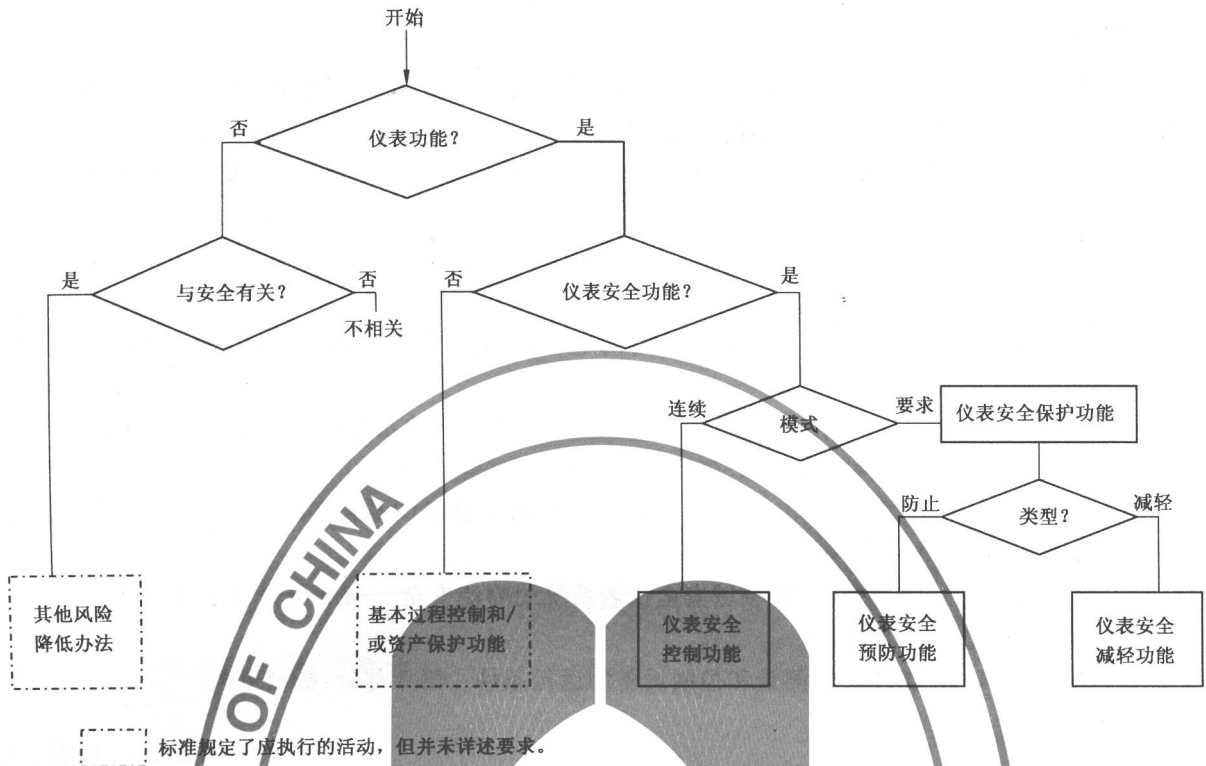 开始
仪表功能？
否
是
与安全有关？
是
否
不相关
仪表安全功能？
否
是
模式
连续
要求
仪表安全保护功能
类型？
防止
减轻
其他风险
降低办法
基本过程控制和/
或资产保护功能
仪表安全
控制功能
仪表安全
预防功能
仪表安全
减轻功能
OF CHINA
标准规定了应执行的活动，但并未详述要求。